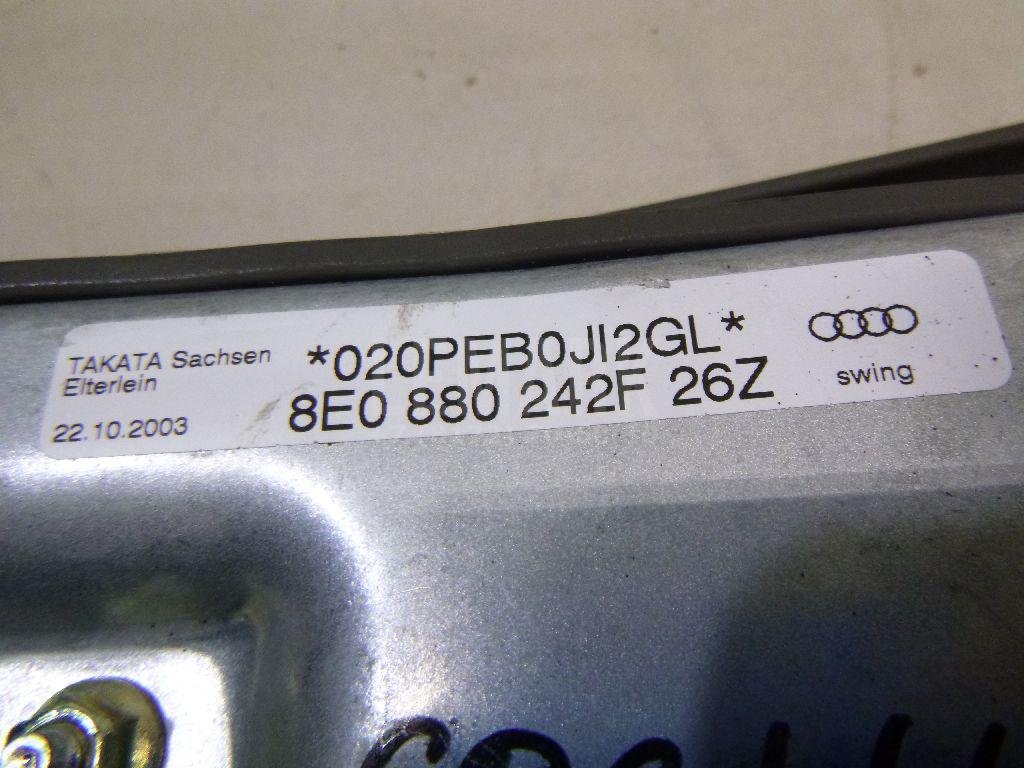 TAKATA Sachsen
Elterlein
22.10.2003
*020PEB0JI2GL*
8E0 880 242F 26Z
swing